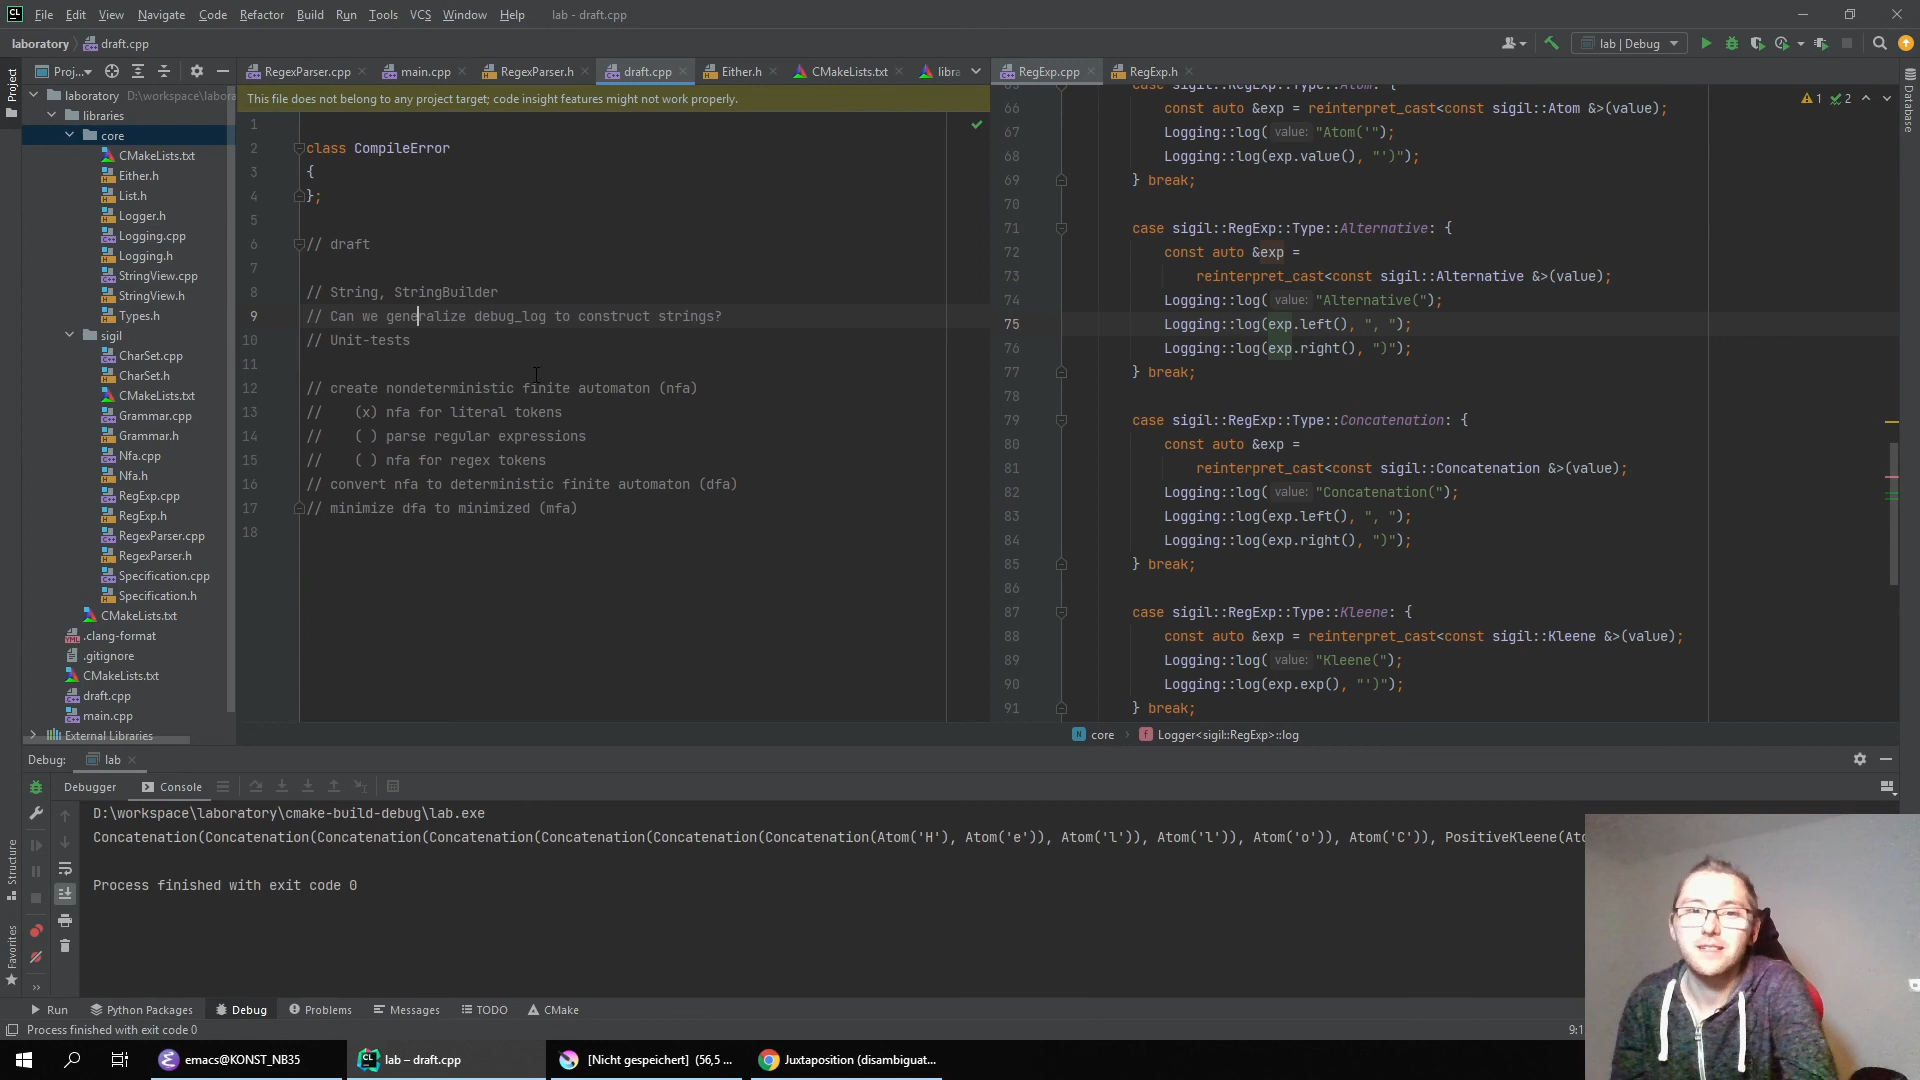 File Edit View Navigate Code Refactor Build Run Tools VCS Window Help lab - draft.cpp
laboratory draft.cpp lab | Debug
Project
Proj... RegexParser.cpp main.cpp RegexParser.h draft.cpp Either.h CMakeLists.txt libra RegExp.cpp RegExp.h
Database
laboratory D:\workspace\labora
libraries
core
CMakeLists.txt
Either.h
List.h
Logger.h
Logging.cpp
Logging.h
StringView.cpp
StringView.h
Types.h
sigil
CharSet.cpp
CharSet.h
CMakeLists.txt
Grammar.cpp
Grammar.h
Nfa.cpp
Nfa.h
RegExp.cpp
RegExp.h
RegexParser.cpp
RegexParser.h
Specification.cpp
Specification.h
CMakeLists.txt
.clang-format
.gitignore
CMakeLists.txt
draft.cpp
main.cpp
External Libraries
This file does not belong to any project target; code insight features might not work properly.
1
2 class CompileError
3 {
4 };
5
6 // draft
7
8 // String, StringBuilder
9 // Can we generalize debug_log to construct strings?
10 // Unit-tests
11
12 // create nondeterministic finite automaton (nfa)
13 //    (x) nfa for literal tokens
14 //    ( ) parse regular expressions
15 //    ( ) nfa for regex tokens
16 // convert nfa to deterministic finite automaton (dfa)
17 // minimize dfa to minimized (mfa)
18
1 2
65 case sigil::RegExp::Type::Atom: {
66 const auto &exp = reinterpret_cast<const sigil::Atom &>(value);
67 Logging::log( value: "Atom('");
68 Logging::log(exp.value(), "')");
69 } break;
70
71 case sigil::RegExp::Type::Alternative: {
72 const auto &exp =
73 reinterpret_cast<const sigil::Alternative &>(value);
74 Logging::log( value: "Alternative(");
75 Logging::log(exp.left(), ", ");
76 Logging::log(exp.right(), ")");
77 } break;
78
79 case sigil::RegExp::Type::Concatenation: {
80 const auto &exp =
81 reinterpret_cast<const sigil::Concatenation &>(value);
82 Logging::log( value: "Concatenation(");
83 Logging::log(exp.left(), ", ");
84 Logging::log(exp.right(), ")");
85 } break;
86
87 case sigil::RegExp::Type::Kleene: {
88 const auto &exp = reinterpret_cast<const sigil::Kleene &>(value);
89 Logging::log( value: "Kleene(");
90 Logging::log(exp.exp(), "')");
91 } break;
core Logger<sigil::RegExp>::log
Debug: lab
Debugger Console
D:\workspace\laboratory\cmake-build-debug\lab.exe
Concatenation(Concatenation(Concatenation(Concatenation(Concatenation(Concatenation(Concatenation(Atom('H'), Atom('e')), Atom('l')), Atom('l')), Atom('o')), Atom('C')), PositiveKleene(Ato
Process finished with exit code 0
Structure
Favorites
Run Python Packages Debug Problems Messages TODO CMake
Process finished with exit code 0 9:1
emacs@KONST_NB35 lab – draft.cpp [Nicht gespeichert] (56,5 ... Juxtaposition (disambiguat...